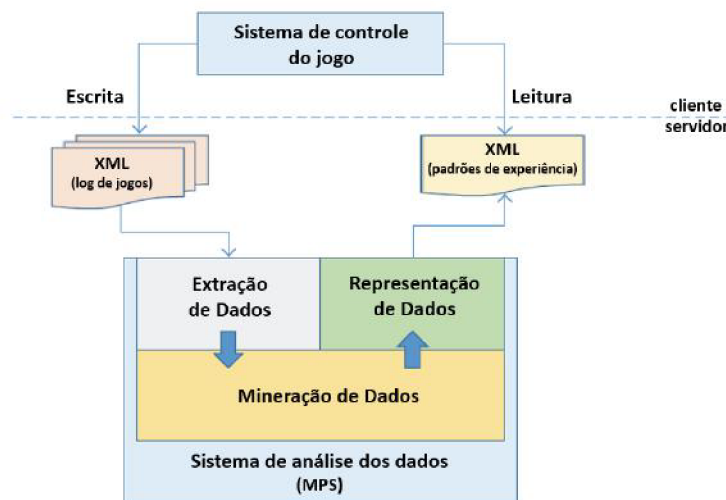 Sistema de controle
do jogo
Escrita
Leitura
cliente
servidor
XML
(log de jogos)
XML
(padrões de experiência)
Extração
de Dados
Representação
de Dados
Mineração de Dados
Sistema de análise dos dados
(MPS)